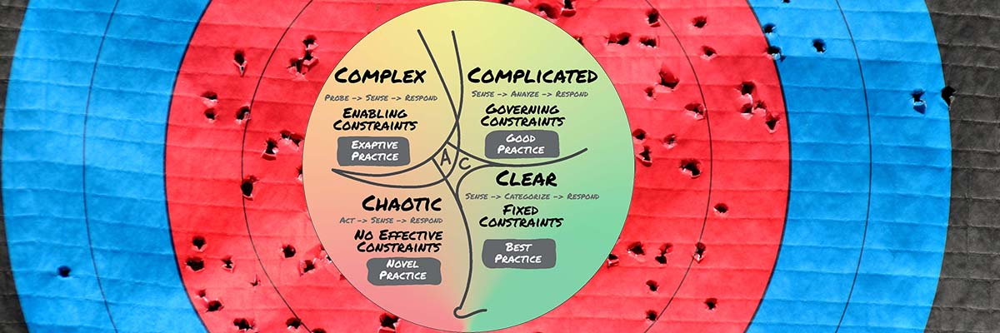 COMPLEX
PROBE -> SENSE -> RESPOND
ENABLING
CONSTRAINTS
EXAPTIVE
PRACTICE
COMPLICATED
SENSE -> ANAYZE -> RESPOND
GOVERNING
CONSTRAINTS
GOOD
PRACTICE
A
C
CHAOTIC
ACT -> SENSE -> RESPOND
NO EFFECTIVE
CONSTRAINTS
NOVEL
PRACTICE
CLEAR
SENSE -> CATEGORIZE -> RESPOND
FIXED
CONSTRAINTS
BEST
PRACTICE